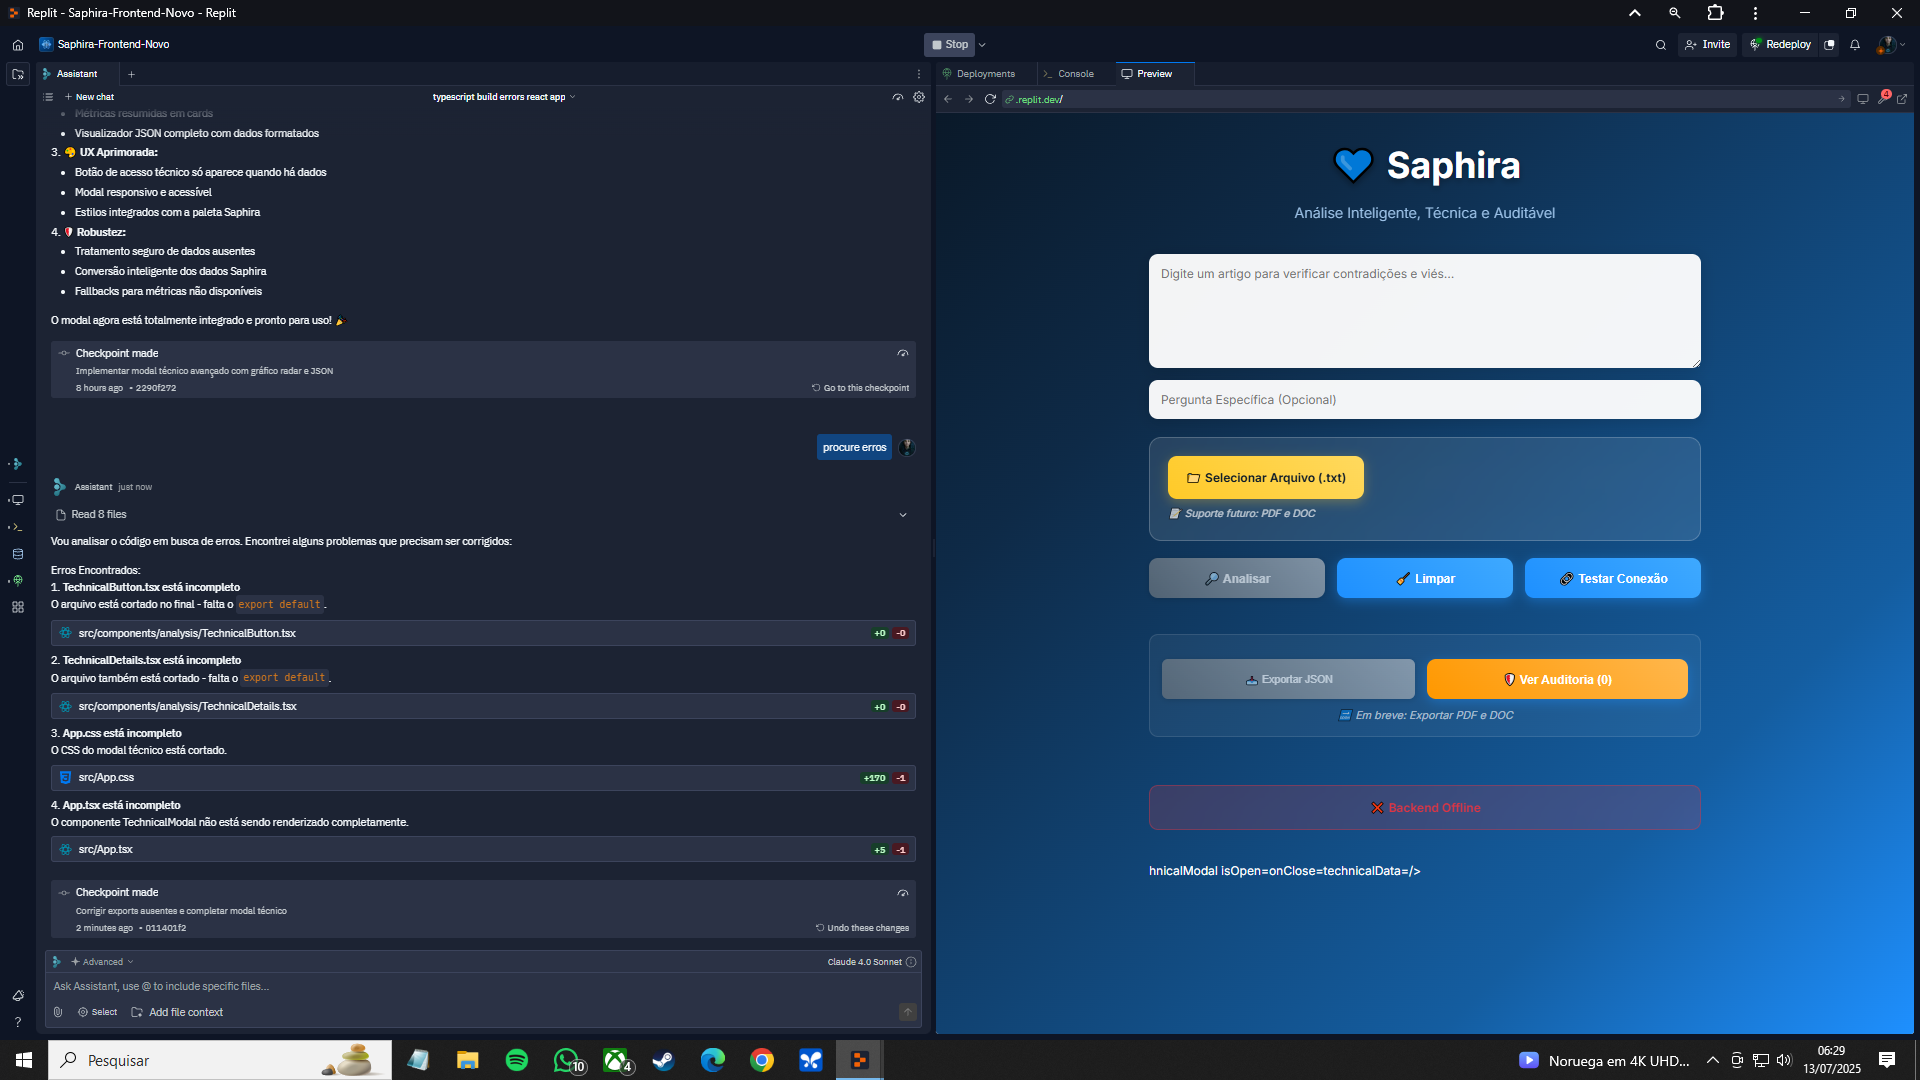 Replit - Saphira-Frontend-Novo - Replit
Saphira-Frontend-Novo
Stop
Invite
Redeploy
Assistant
New chat
typescript build errors react app
Métricas resumidas em cards
Visualizador JSON completo com dados formatados
3. UX Aprimorada:
Botão de acesso técnico só aparece quando há dados
Modal responsivo e acessível
Estilos integrados com a paleta Saphira
4. Robustez:
Tratamento seguro de dados ausentes
Conversão inteligente dos dados Saphira
Fallbacks para métricas não disponíveis
O modal agora está totalmente integrado e pronto para uso!
Checkpoint made
Implementar modal técnico avançado com gráfico radar e JSON
8 hours ago • 2290f272
Go to this checkpoint
procure erros
Assistant just now
Read 8 files
Vou analisar o código em busca de erros. Encontrei alguns problemas que precisam ser corrigidos:
Erros Encontrados:
1. TechnicalButton.tsx está incompleto
O arquivo está cortado no final - falta o export default.
src/components/analysis/TechnicalButton.tsx +0 -0
2. TechnicalDetails.tsx está incompleto
O arquivo também está cortado - falta o export default.
src/components/analysis/TechnicalDetails.tsx +0 -0
3. App.css está incompleto
O CSS do modal técnico está cortado.
src/App.css +170 -1
4. App.tsx está incompleto
O componente TechnicalModal não está sendo renderizado completamente.
src/App.tsx +5 -1
Checkpoint made
Corrigir exports ausentes e completar modal técnico
2 minutes ago • 011401f2
Undo these changes
Advanced
Claude 4.0 Sonnet
Ask Assistant, use @ to include specific files...
Select
Add file context
Deployments
Console
Preview
.replit.dev/
4
Saphira
Análise Inteligente, Técnica e Auditável
Digite um artigo para verificar contradições e viés...
Pergunta Específica (Opcional)
Selecionar Arquivo (.txt)
Suporte futuro: PDF e DOC
Analisar
Limpar
Testar Conexão
Exportar JSON
Ver Auditoria (0)
Em breve: Exportar PDF e DOC
Backend Offline
hnicalModal isOpen=onClose=technicalData=/>
Pesquisar
10
4
Noruega em 4K UHD...
06:29
13/07/2025